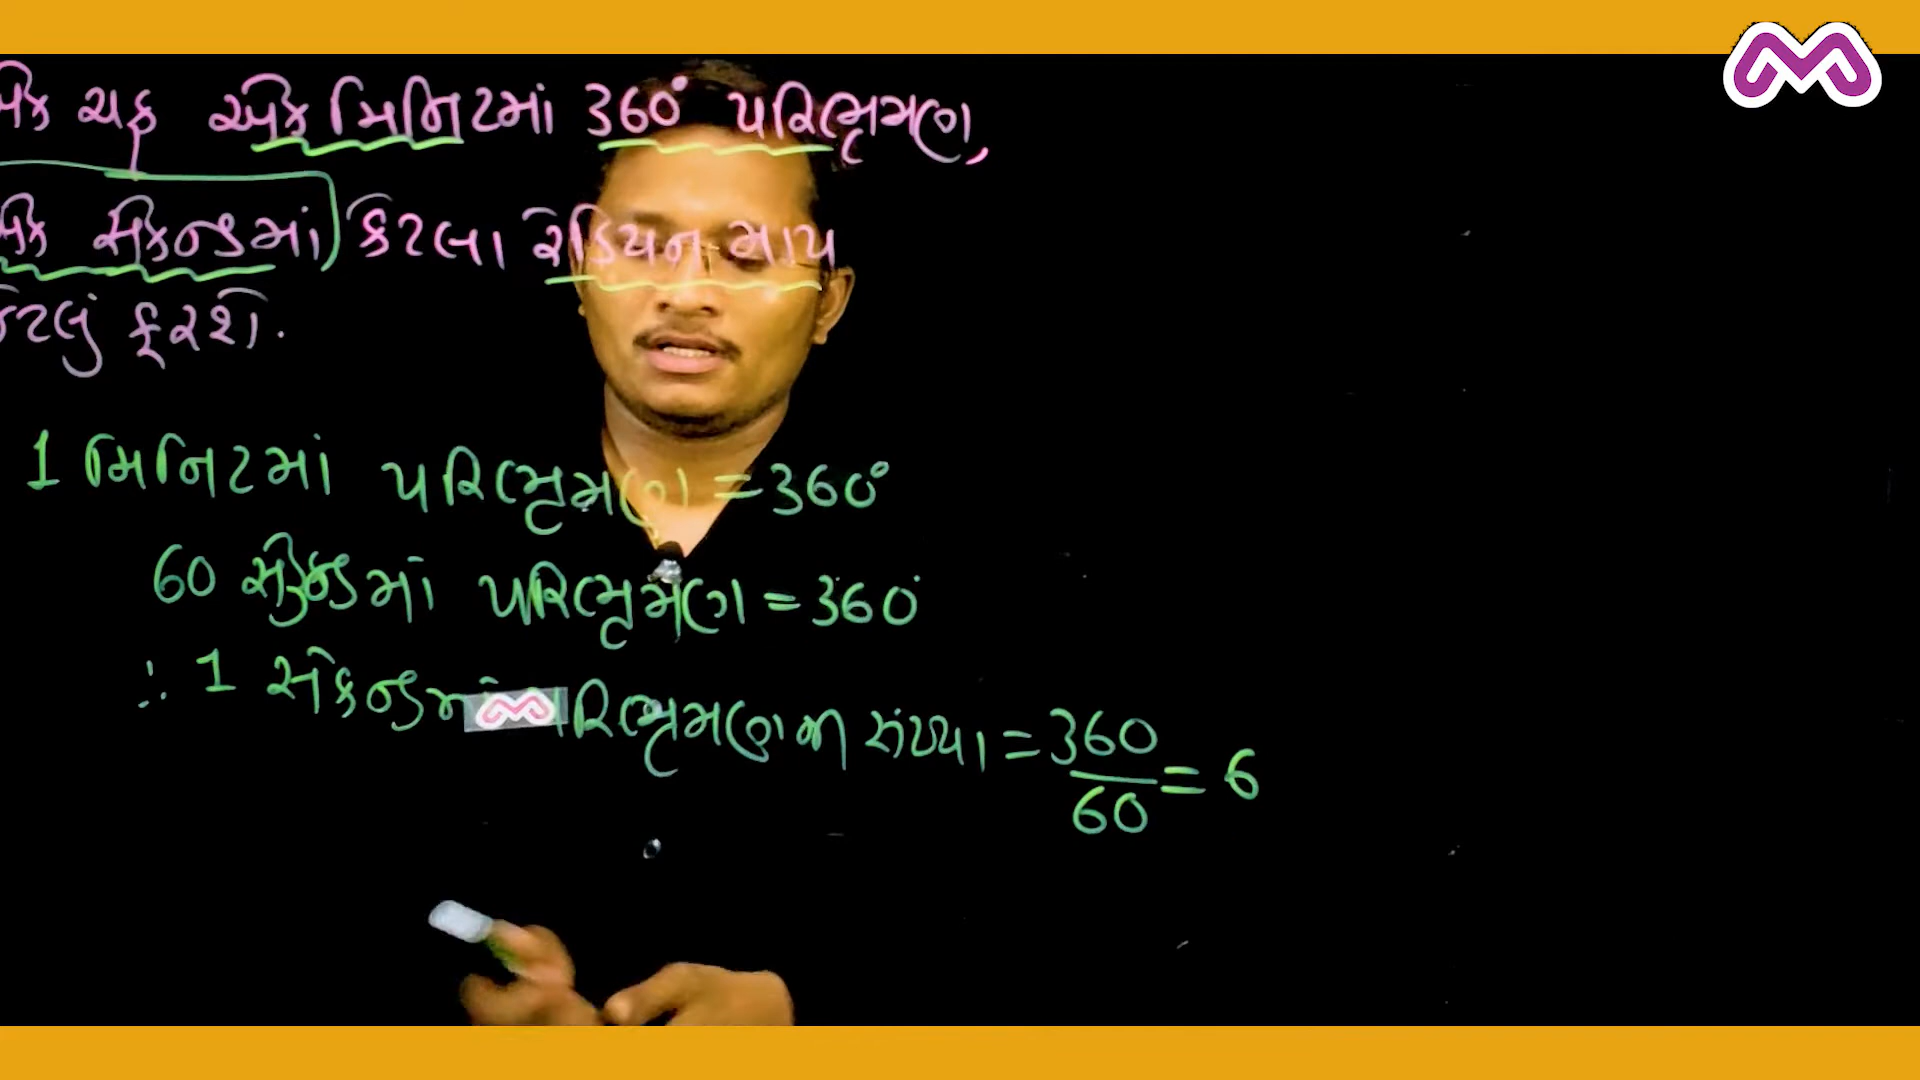 એક ચક્ર એક મિનિટમાં 360° પરિભ્રમણ,
એક સેકન્ડમાં કેટલા રેડિયન માપ
જેટલું ફરશે.
1 મિનિટમાં પરિભ્રમણ = 360°
60 સેકન્ડમાં પરિભ્રમણ = 360°
∴ 1 સેકન્ડમાં પરિભ્રમણની સંખ્યા = 360/60 = 6